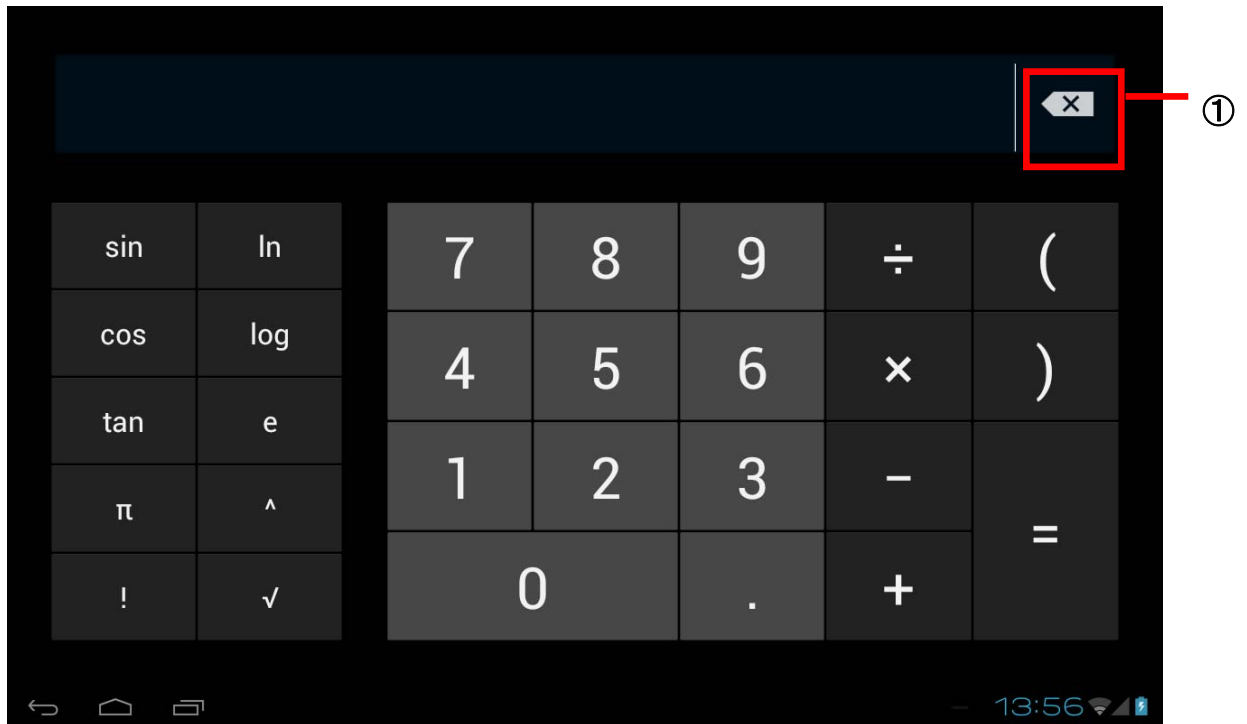 ①
sin ln 7 8 9 ÷ (
cos log 4 5 6 × )
tan e 1 2 3 −
π ^ =
! √ 0 . +
13:56